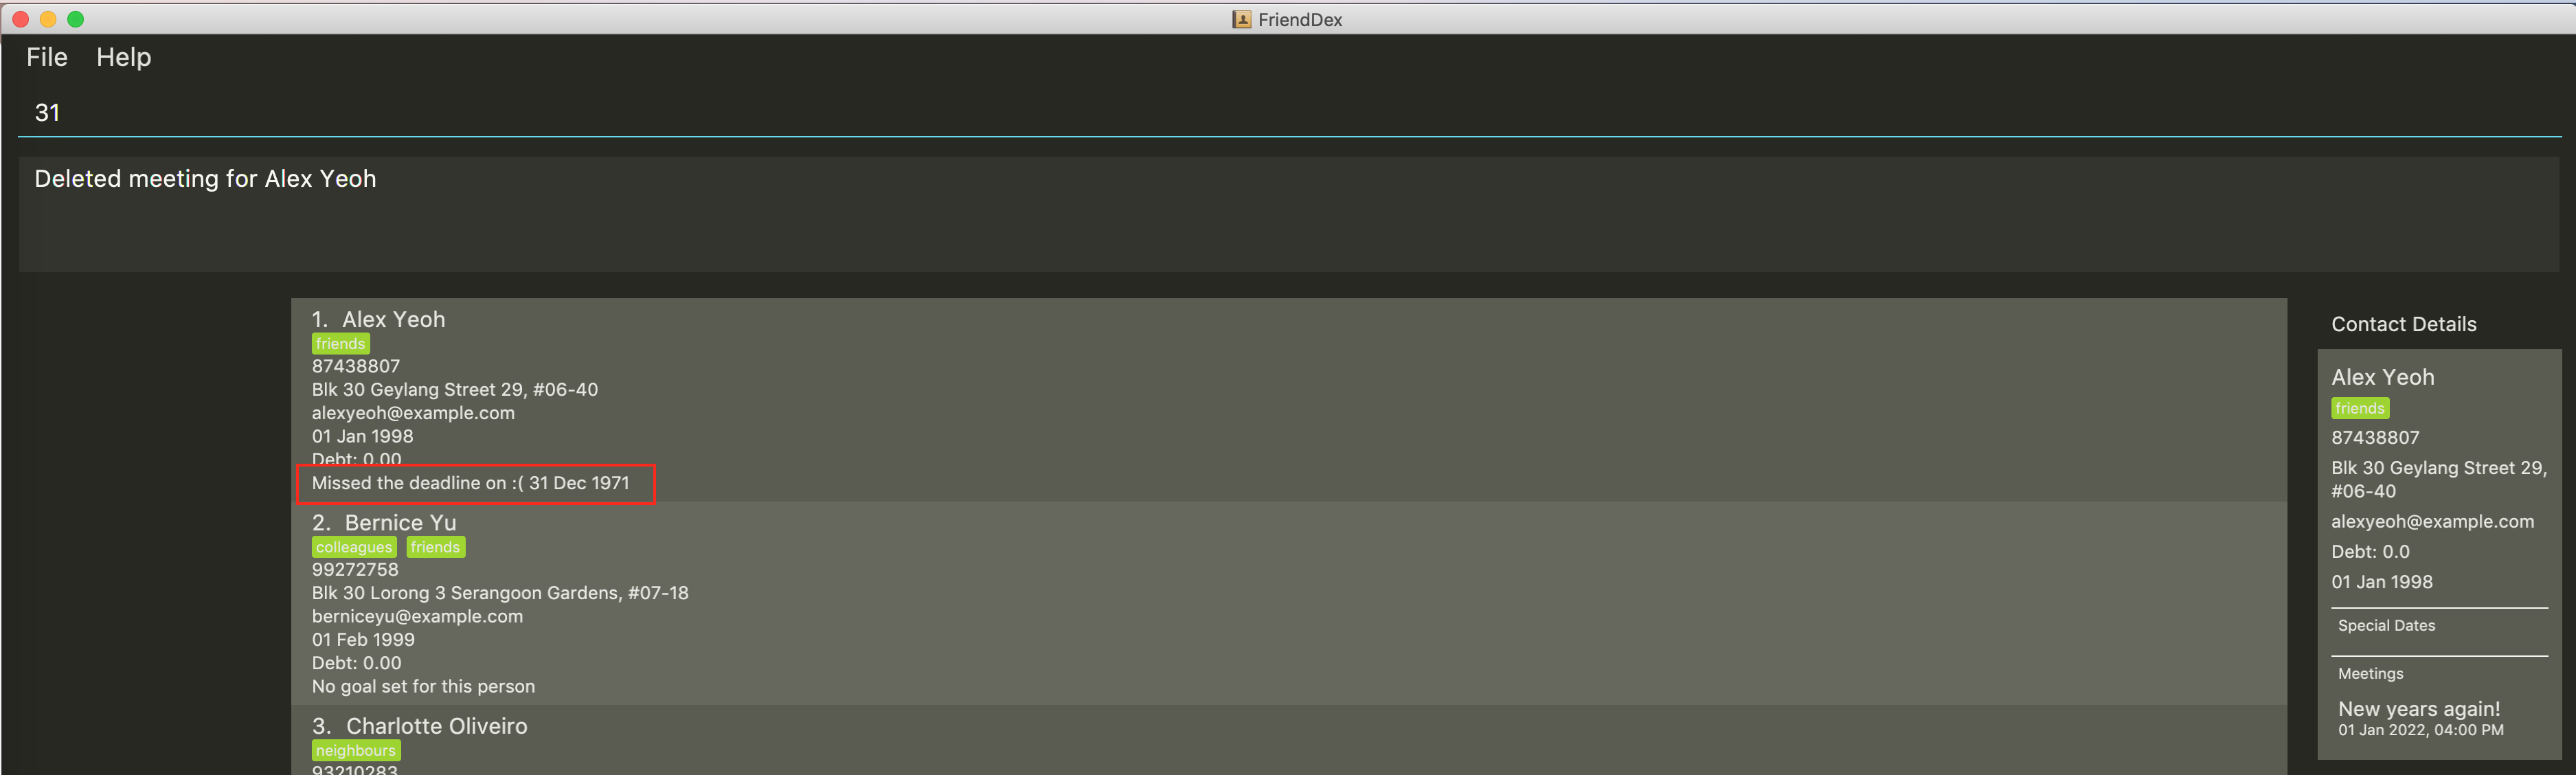 FriendDex
File Help
31
Deleted meeting for Alex Yeoh
1. Alex Yeoh
friends
87438807
Blk 30 Geylang Street 29, #06-40
alexyeoh@example.com
01 Jan 1998
Debt: 0.00
Missed the deadline on :( 31 Dec 1971
2. Bernice Yu
colleagues friends
99272758
Blk 30 Lorong 3 Serangoon Gardens, #07-18
berniceyu@example.com
01 Feb 1999
Debt: 0.00
No goal set for this person
3. Charlotte Oliveiro
neighbours
93210283
Contact Details
Alex Yeoh
friends
87438807
Blk 30 Geylang Street 29,
#06-40
alexyeoh@example.com
Debt: 0.0
01 Jan 1998
Special Dates
Meetings
New years again!
01 Jan 2022, 04:00 PM